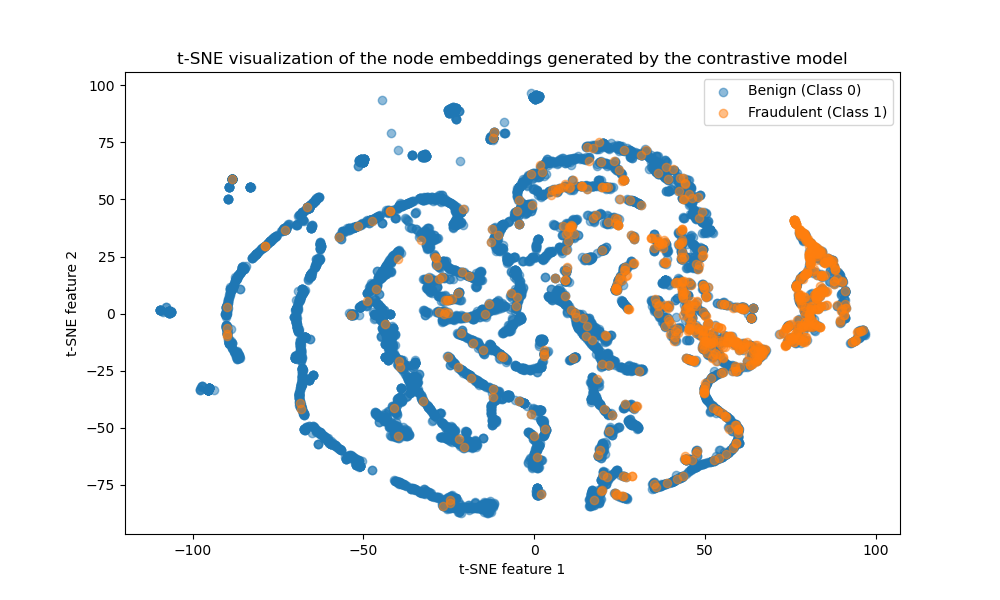 t-SNE visualization of the node embeddings generated by the contrastive model
Benign (Class 0)
Fraudulent (Class 1)
100
75
50
25
0
−25
−50
−75
t-SNE feature 2
−100
−50
0
50
100
t-SNE feature 1